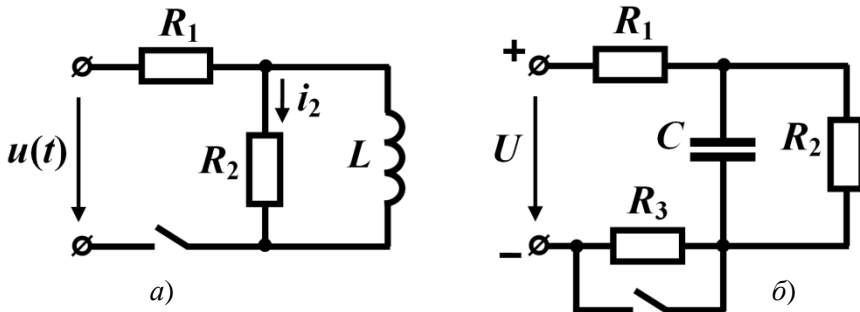 R₁
i₂
u(t)
R₂
L
а)
R₁
+
U
C
R₂
R₃
–
б)